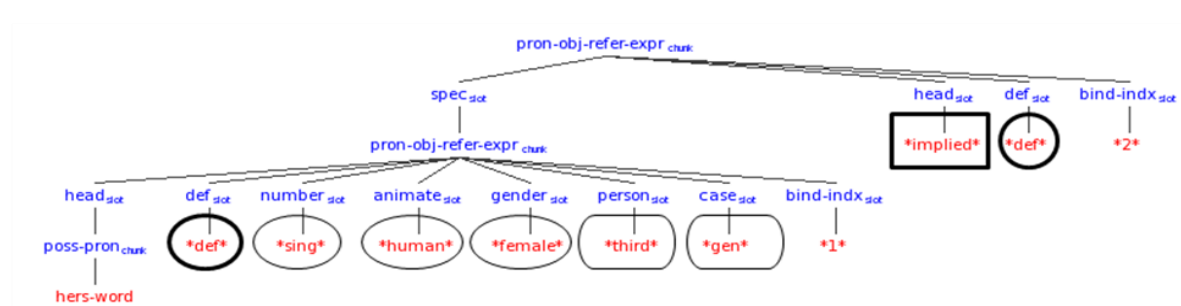 pron-obj-refer-expr chunk
spec slot head slot def slot bind-indx slot
pron-obj-refer-expr chunk *implied* *def* *2*
head slot def slot number slot animate slot gender slot person slot case slot bind-indx slot
poss-pron chunk *def* *sing* *human* *female* *third* *gen* *1*
hers-word